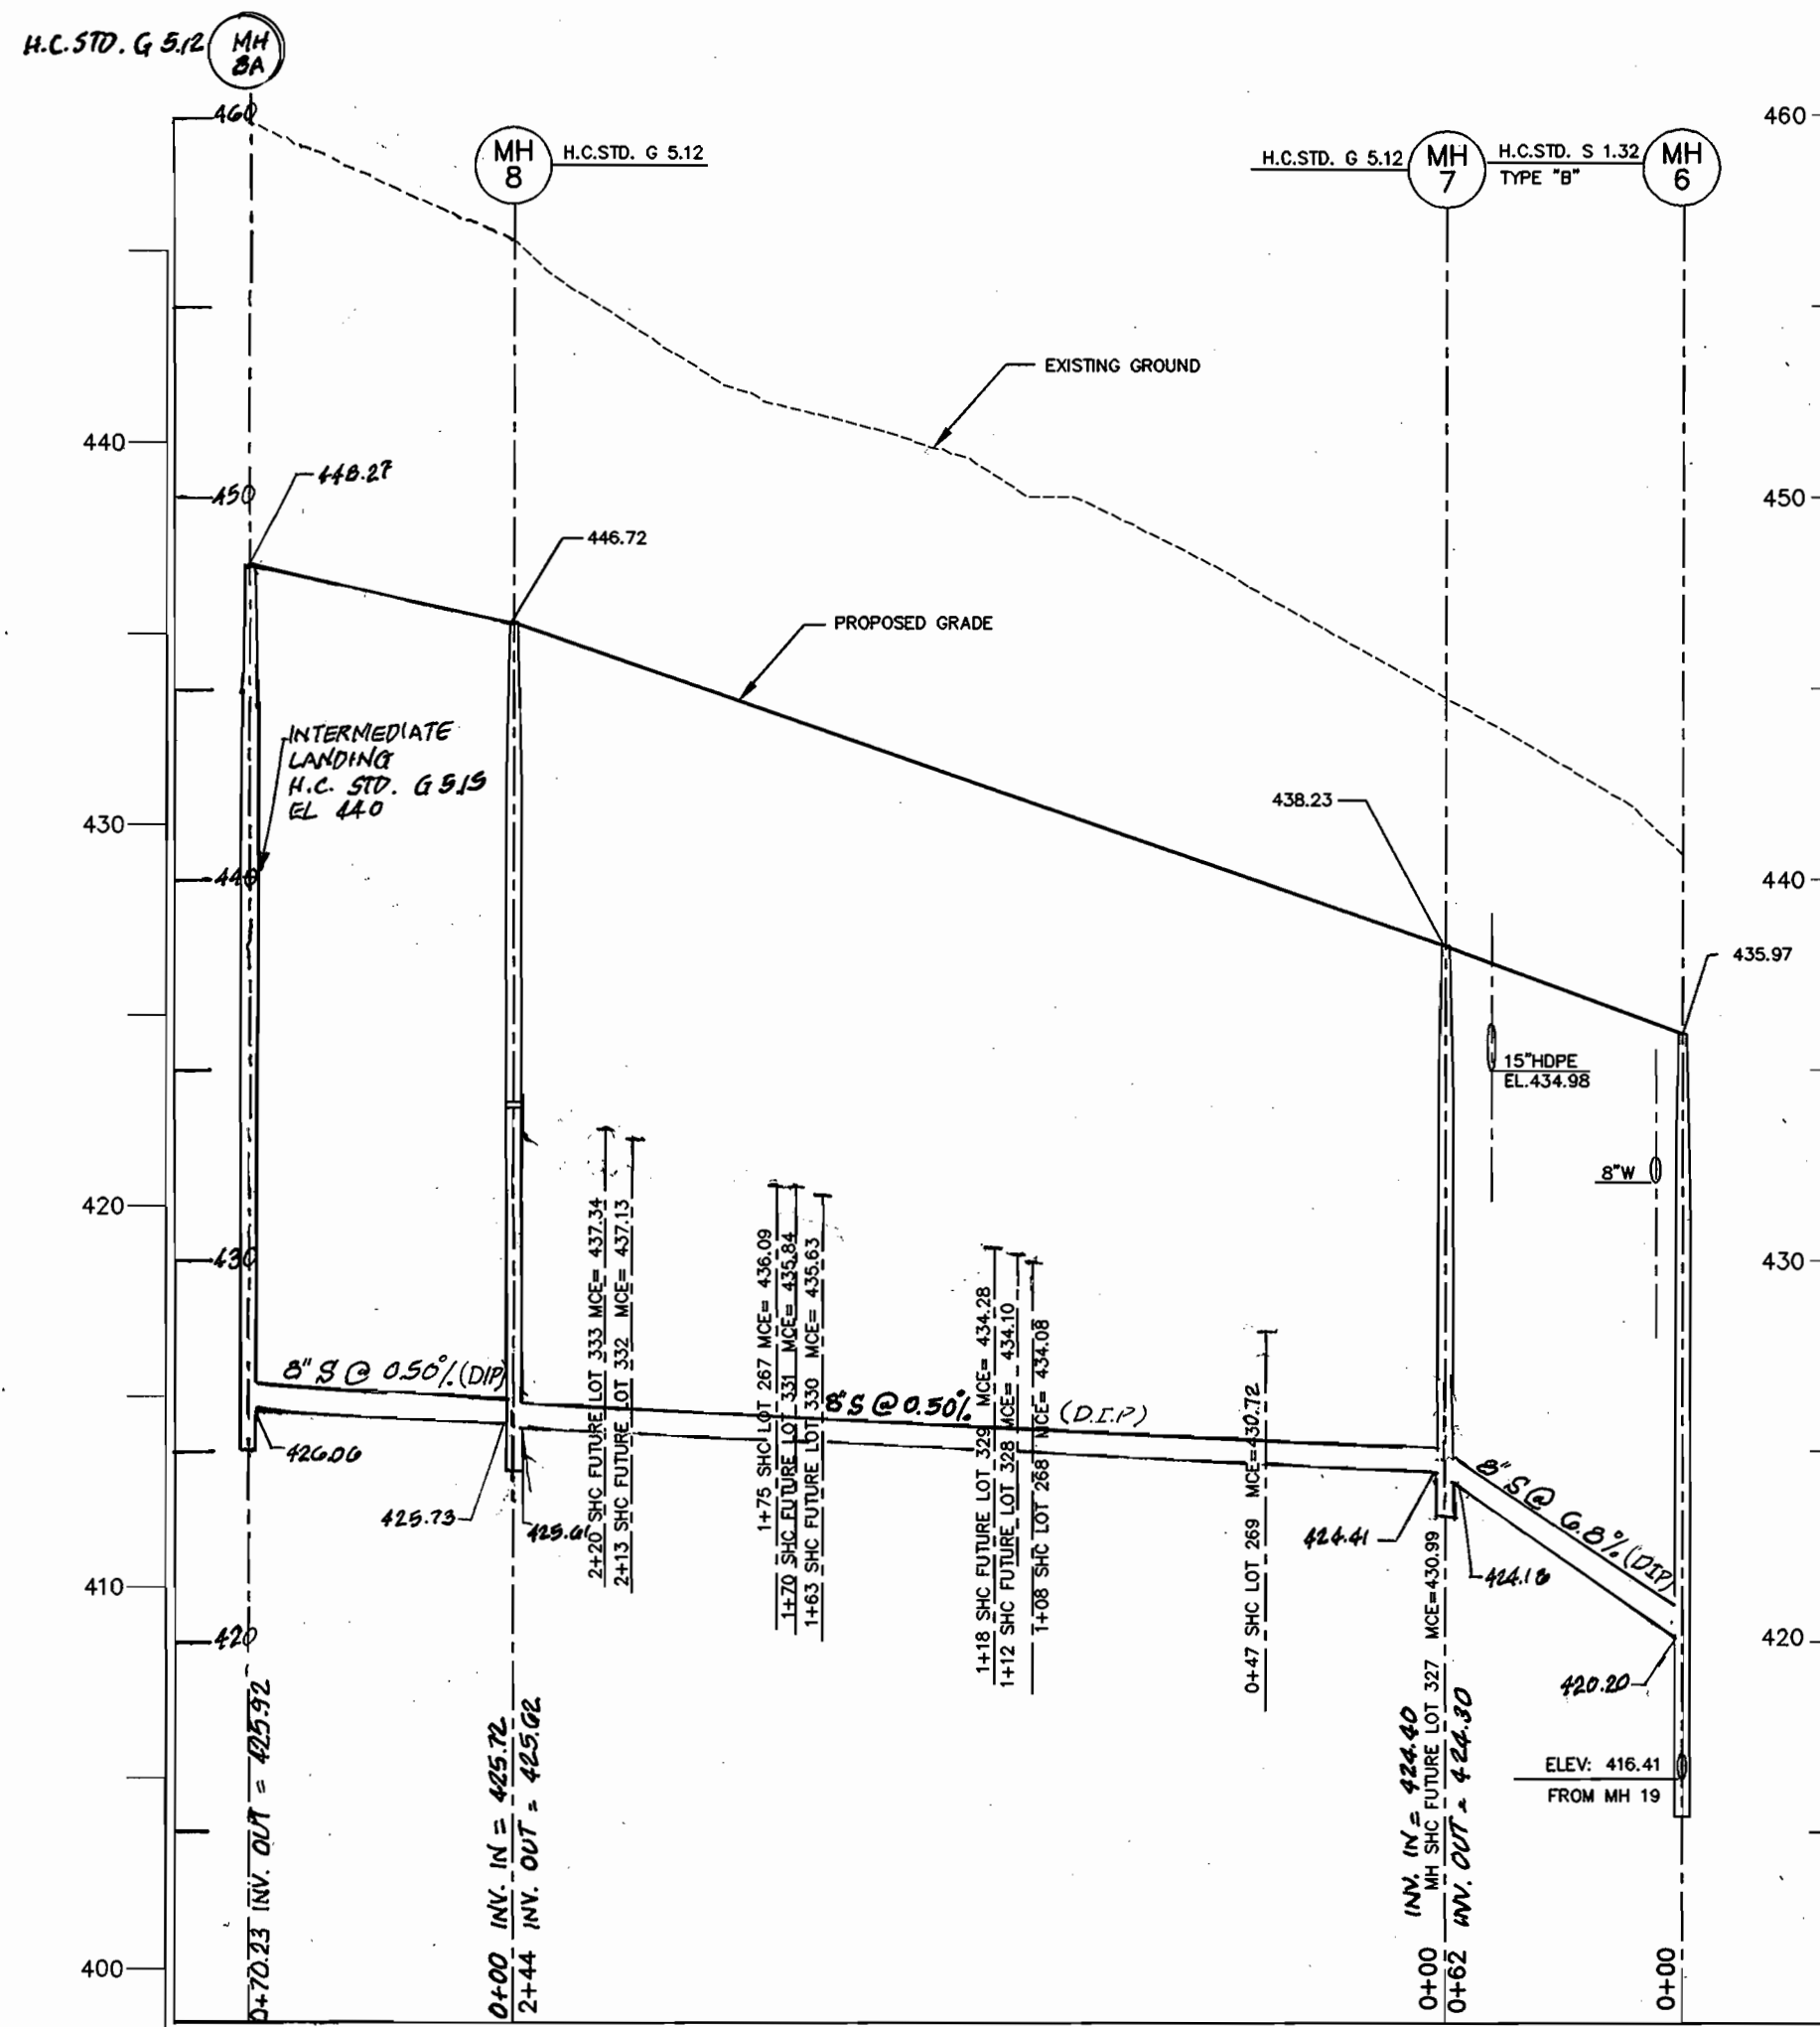 H.C.STD. G 5.12
MH
8A
460
460
MH
8
H.C.STD. G 5.12
H.C.STD. G 5.12
MH
7
H.C.STD. S 1.32
TYPE "B"
MH
6
EXISTING GROUND
440
448.27
450
450
446.72
PROPOSED GRADE
INTERMEDIATE
LANDING
H.C. STD. G 5.15
EL 440
438.23
430
440
440
435.97
15"HDPE
EL.434.98
8"W
420
430
430
2+20 SHC FUTURE LOT 333 MCE= 437.34
2+13 SHC FUTURE LOT 332 MCE= 437.13
1+75 SHC LOT 267 MCE= 436.09
1+70 SHC FUTURE LOT 331 MCE= 435.84
1+63 SHC FUTURE LOT 330 MCE= 435.63
1+18 SHC FUTURE LOT 329 MCE= 434.28
1+12 SHC FUTURE LOT 328 MCE= 434.10
1+08 SHC LOT 268 MCE= 434.08
0+47 SHC LOT 269 MCE=430.72
8" S @ 0.50% (DIP)
8" S @ 0.50% (D.I.P)
8" S @ 6.8% (DIP)
426.06
425.73
425.61
424.41
424.18
410
420
420
420.20
ELEV: 416.41
FROM MH 19
400
0+70.23 INV. OUT = 425.92
0+00 INV. IN = 425.72
2+44 INV. OUT = 425.62
INV. IN = 424.40
MH SHC FUTURE LOT 327 MCE=430.99
0+00
0+62 INV. OUT = 424.30
0+00